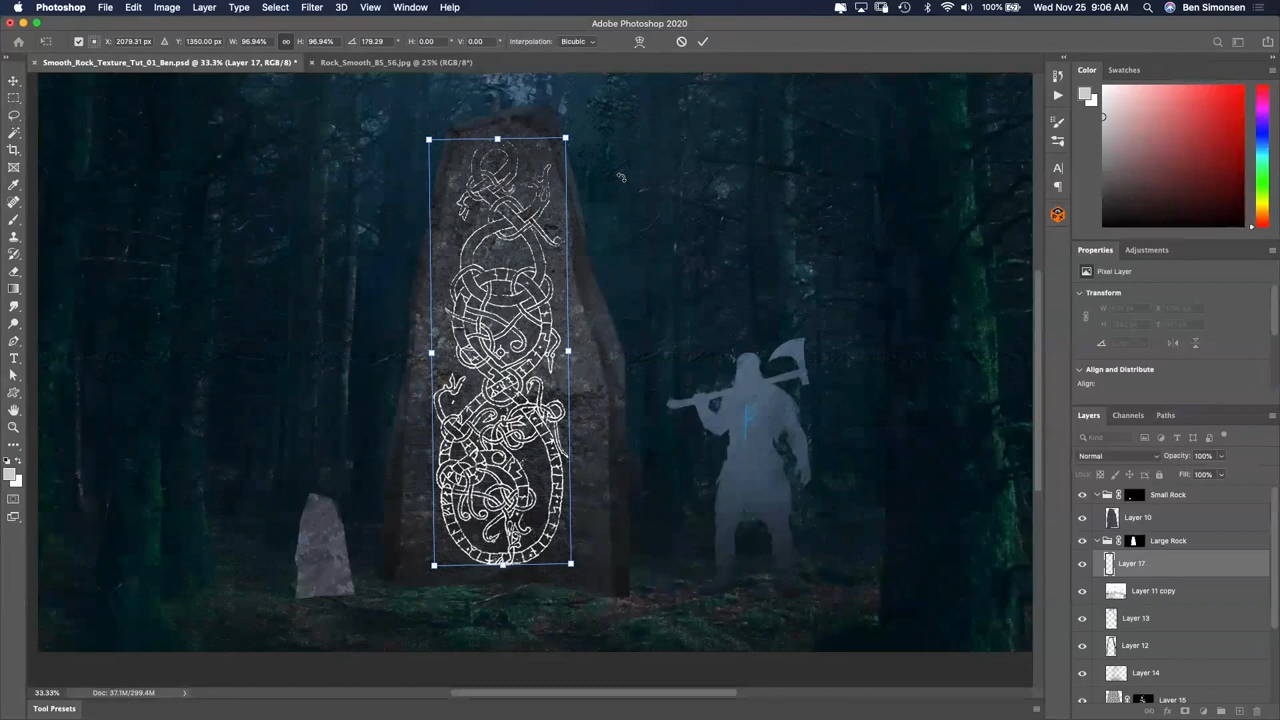 Photoshop File Edit Image Layer Type Select Filter 3D View Window Help 100% Wed Nov 25 9:06 AM Ben Simonsen
Adobe Photoshop 2020
X: 2079.31 px Y: 1350.00 px W: 96.94% H: 96.94% 179.29 ° H: 0.00 ° V: 0.00 ° Interpolation: Bicubic
Smooth_Rock_Texture_Tut_01_Ben.psd @ 33.3% (Layer 17, RGB/8) * Rock_Smooth_B5_56.jpg @ 25% (RGB/8*)
Color Swatches
Properties Adjustments
Pixel Layer
Transform
Align and Distribute
Align:
Layers Channels Paths
Kind
Normal Opacity: 100%
Lock: Fill: 100%
Small Rock
Layer 10
Large Rock
Layer 17
Layer 11 copy
Layer 13
Layer 12
Layer 14
Layer 15
33.33% Doc: 37.1M/299.4M
Tool Presets